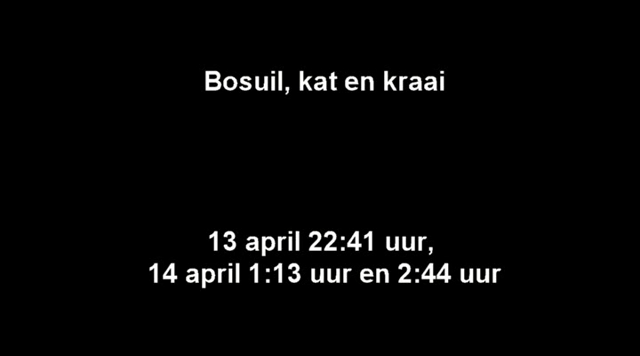 Bosuil, kat en kraai
13 april 22:41 uur,
14 april 1:13 uur en 2:44 uur